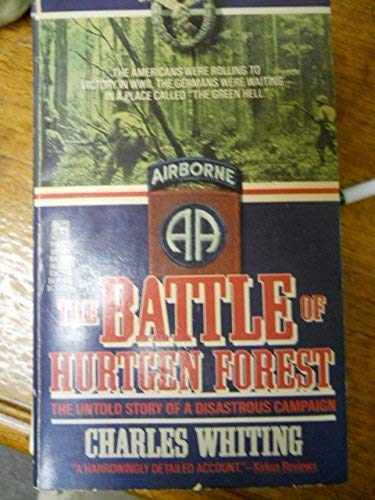 THE AMERICANS WERE ROLLING TO
VICTORY IN WWII. THE GERMANS WERE WAITING—
IN A PLACE CALLED "THE GREEN HELL."
AIRBORNE
AA
THE BATTLE OF
HURTGEN FOREST
THE UNTOLD STORY OF A DISASTROUS CAMPAIGN
CHARLES WHITING
"A HARROWINGLY DETAILED ACCOUNT."—Kirkus Reviews